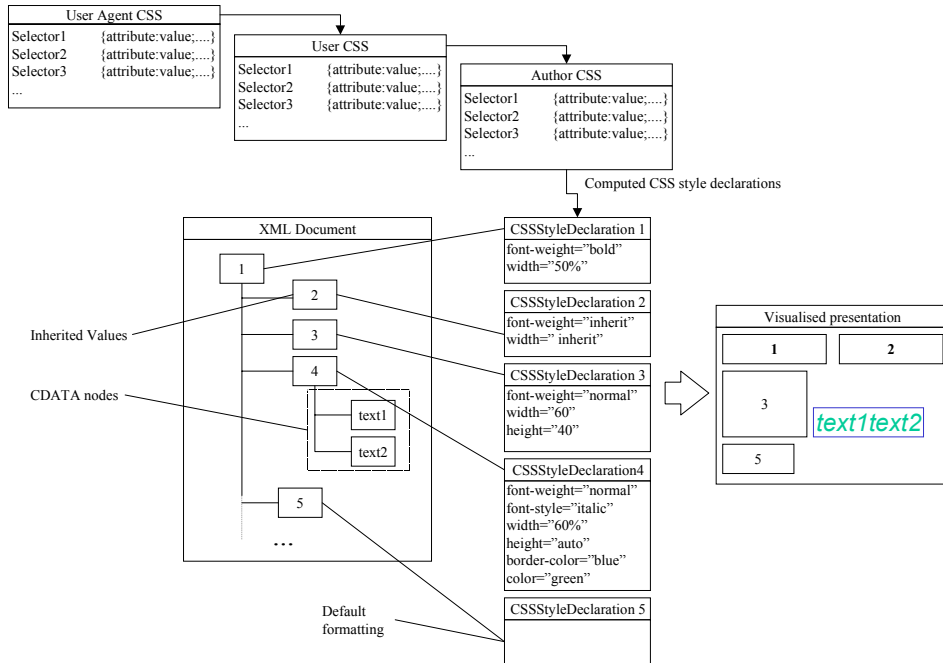 User Agent CSS
Selector1 {attribute:value;....}
Selector2 {attribute:value;....}
Selector3 {attribute:value;....}
...
User CSS
Selector1 {attribute:value;....}
Selector2 {attribute:value;....}
Selector3 {attribute:value;....}
...
Author CSS
Selector1 {attribute:value;....}
Selector2 {attribute:value;....}
Selector3 {attribute:value;....}
...
Computed CSS style declarations
XML Document
1
2
3
4
text1
text2
5
...
Inherited Values
CDATA nodes
Default
formatting
CSSStyleDeclaration 1
font-weight=”bold”
width=”50%”
CSSStyleDeclaration 2
font-weight=”inherit”
width=” inherit”
CSSStyleDeclaration 3
font-weight=”normal”
width=”60”
height=”40”
CSSStyleDeclaration4
font-weight=”normal”
font-style=”italic”
width=”60%”
height=”auto”
border-color=”blue”
color=”green”
CSSStyleDeclaration 5
Visualised presentation
1 2
3
text1text2
5